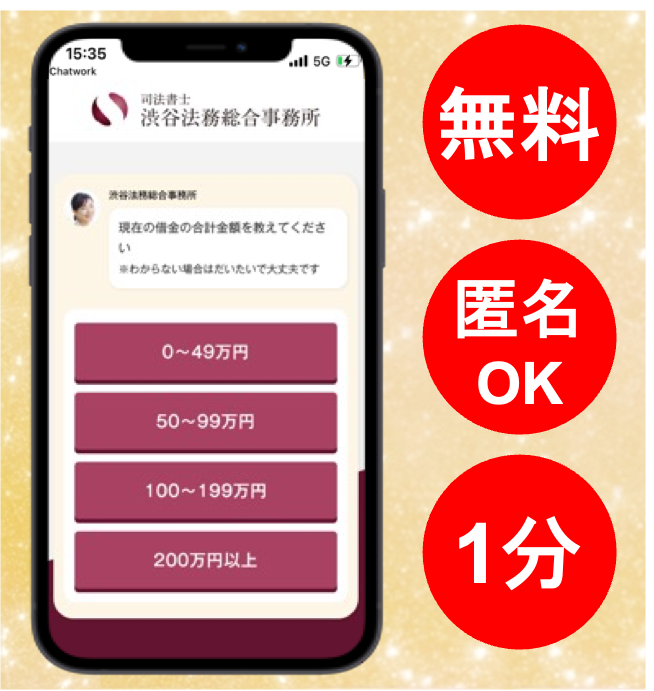 15:35
5G
Chatwork
司法書士
渋谷法務総合事務所
渋谷法務総合事務所
現在の借金の合計金額を教えてくださ
い
※わからない場合はだいたいで大丈夫です
0〜49万円
50〜99万円
100〜199万円
200万円以上
無料
匿名
OK
1分